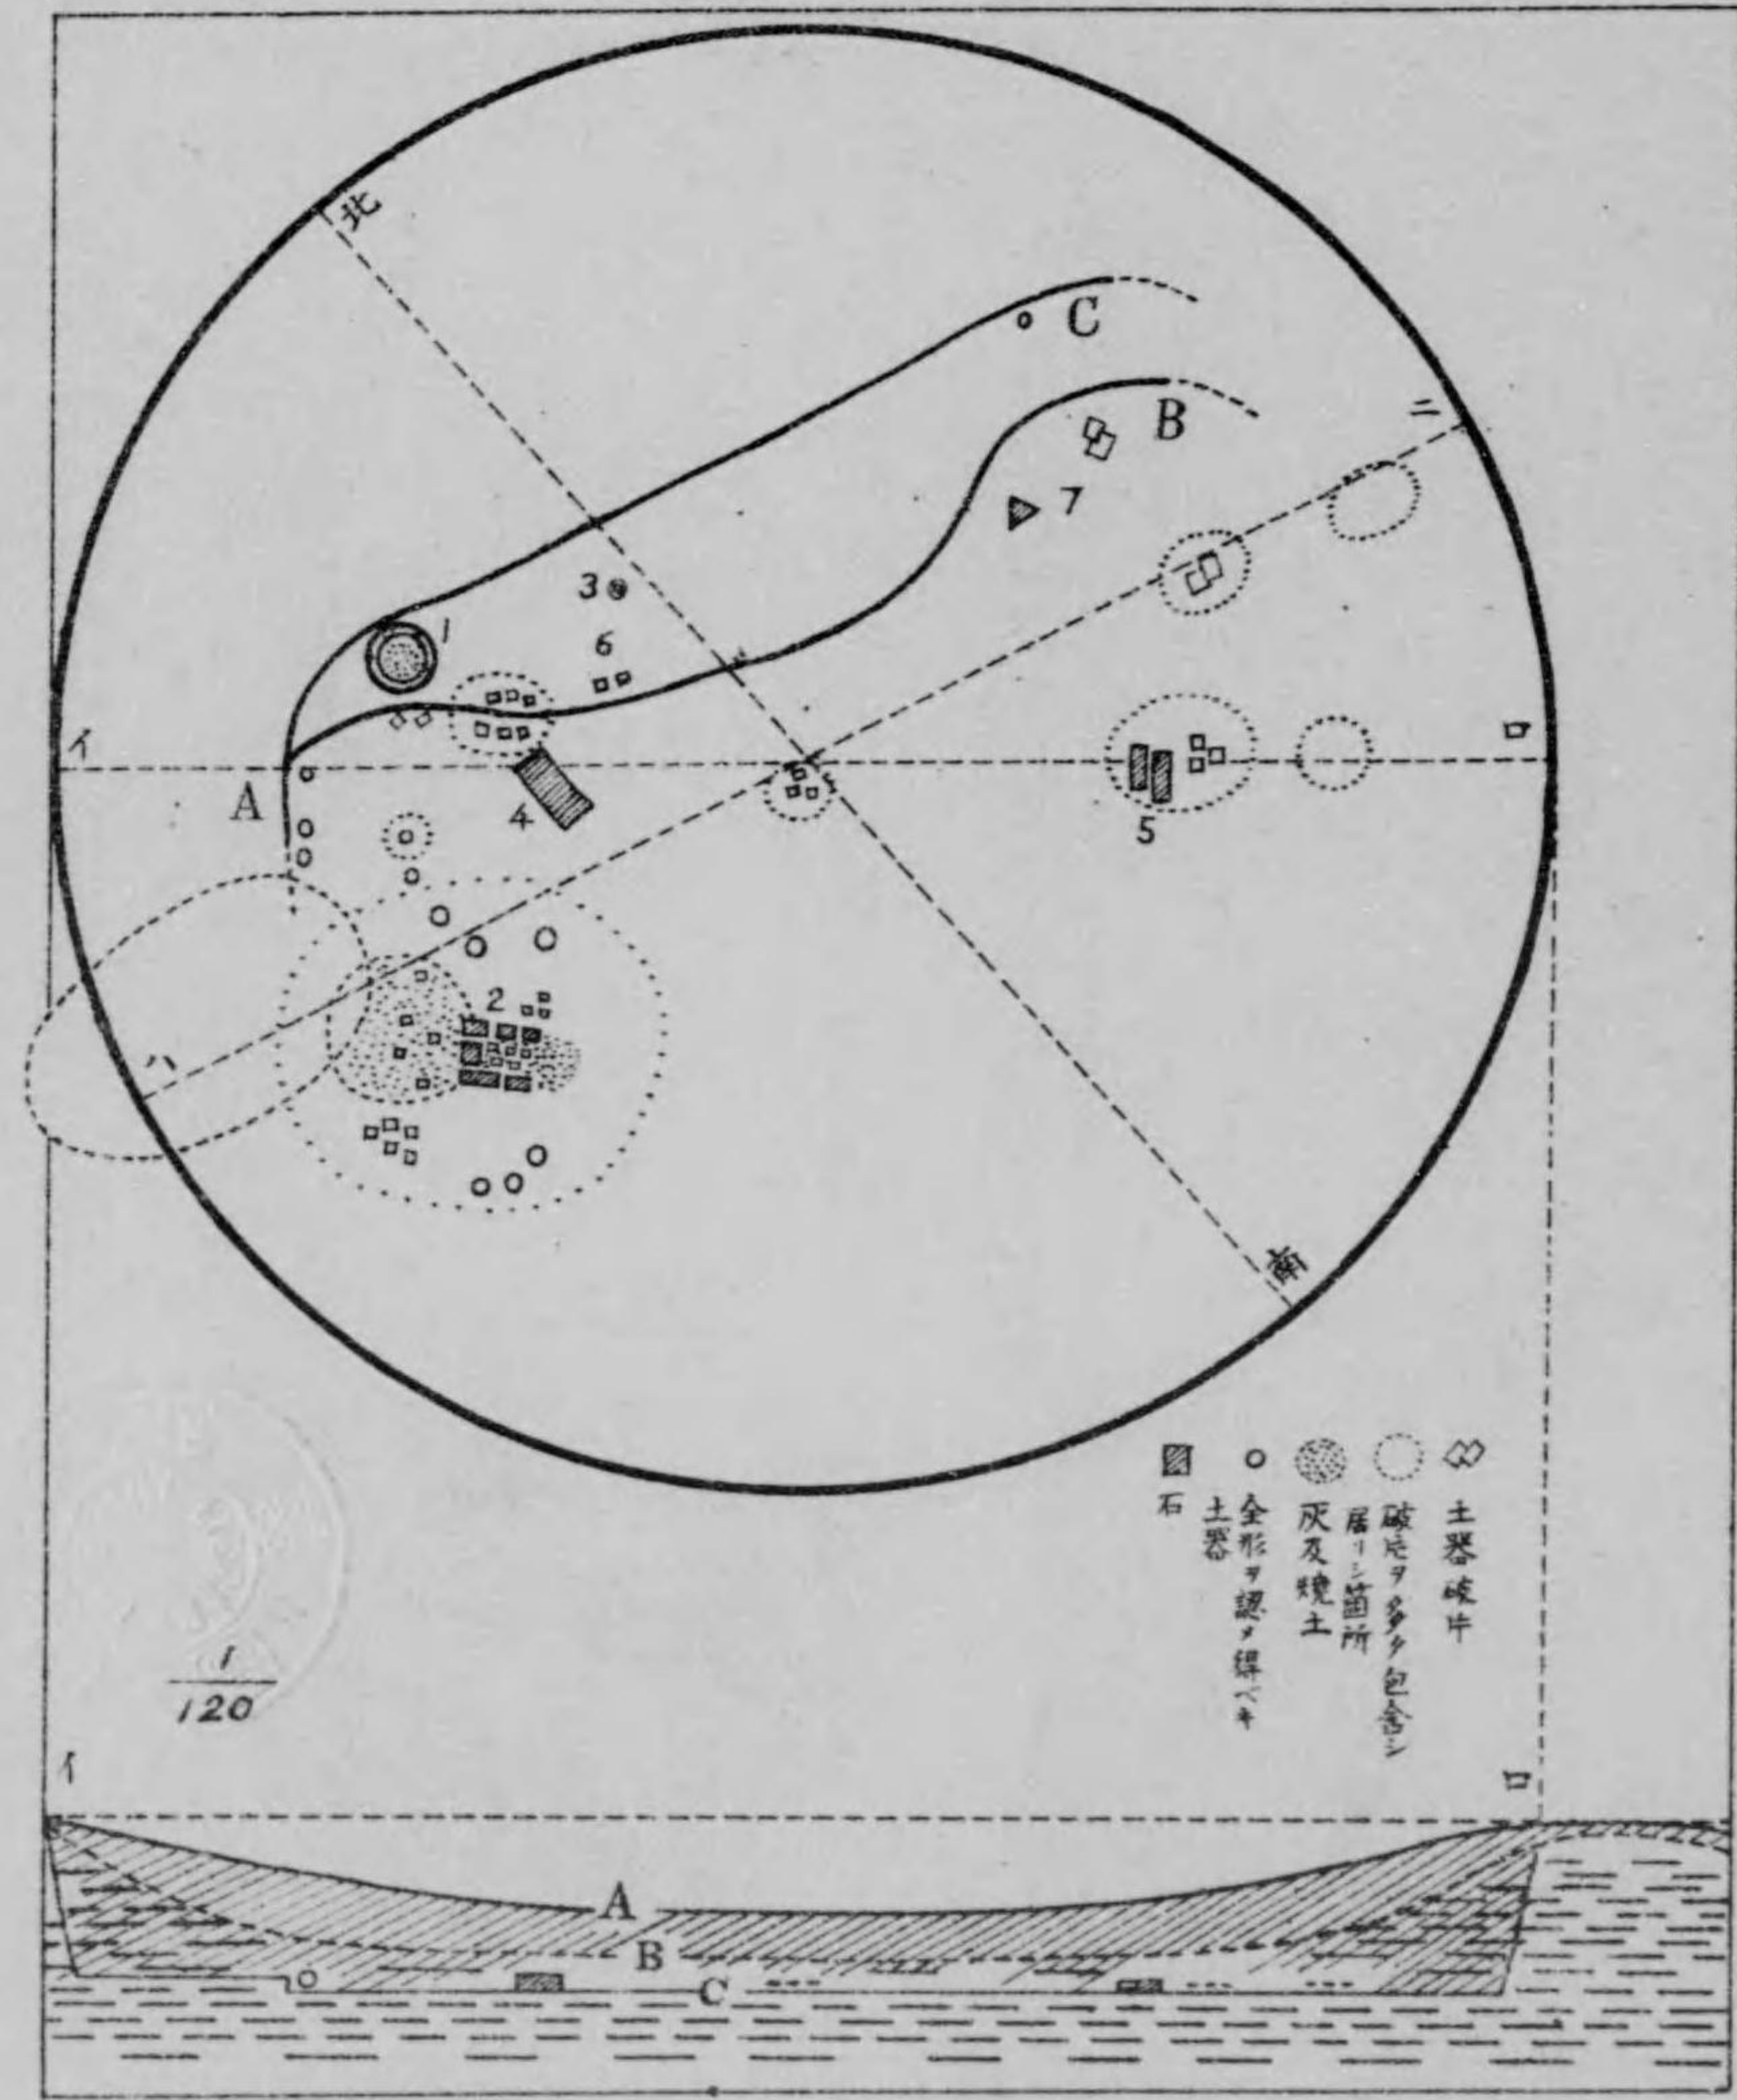 北
C
B
ニ
7
3
1
6
イ
ロ
A
4
5
2
ハ
南
土器破片
破片ヲ多ク包含シ
居リシ箇所
灰及焼土
全形ヲ認メ得ベキ
土器
石
1/120
イ
ロ
A
B
C